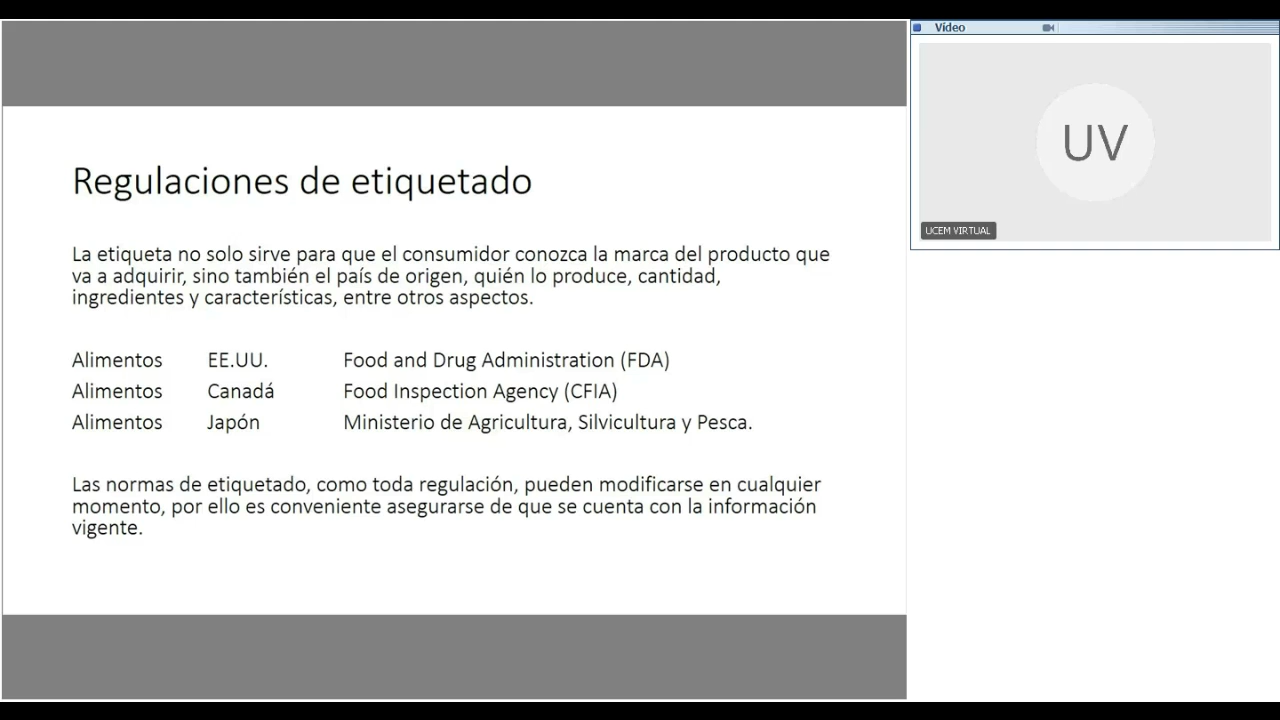 Regulaciones de etiquetado
La etiqueta no solo sirve para que el consumidor conozca la marca del producto que
va a adquirir, sino también el país de origen, quién lo produce, cantidad,
ingredientes y características, entre otros aspectos.
Alimentos EE.UU. Food and Drug Administration (FDA)
Alimentos Canadá Food Inspection Agency (CFIA)
Alimentos Japón Ministerio de Agricultura, Silvicultura y Pesca.
Las normas de etiquetado, como toda regulación, pueden modificarse en cualquier
momento, por ello es conveniente asegurarse de que se cuenta con la información
vigente.
Vídeo
UV
UCEM VIRTUAL